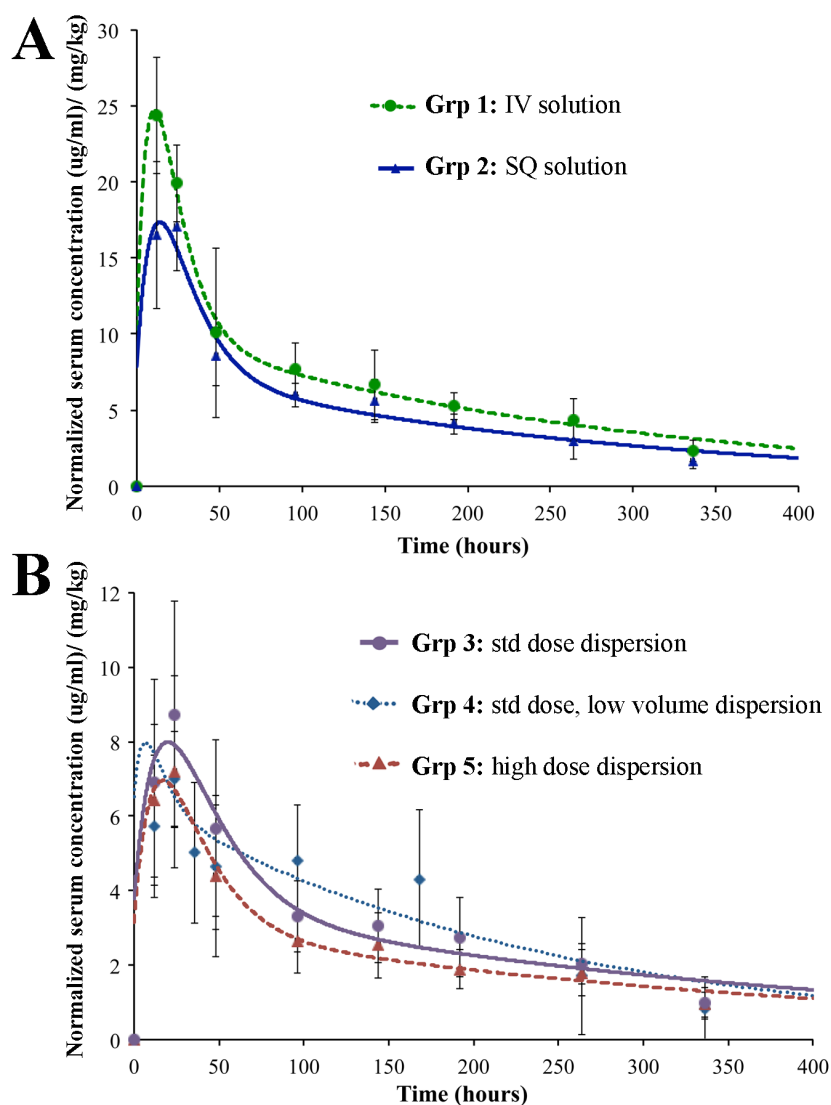 A
Normalized serum concentration (ug/ml)/ (mg/kg)
30
25
20
15
10
5
0
Grp 1: IV solution
Grp 2: SQ solution
0 50 100 150 200 250 300 350 400
Time (hours)
B
Normalized serum concentration (ug/ml)/ (mg/kg)
12
10
8
6
4
2
0
Grp 3: std dose dispersion
Grp 4: std dose, low volume dispersion
Grp 5: high dose dispersion
0 50 100 150 200 250 300 350 400
Time (hours)